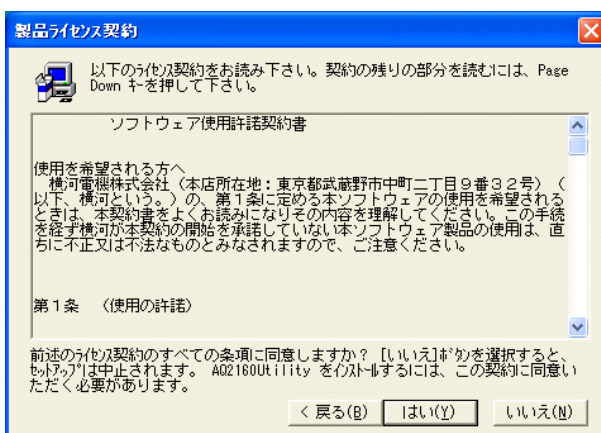 製品ライセンス契約
以下のライセンス契約をお読み下さい。契約の残りの部分を読むには、Page
Down キーを押して下さい。
ソフトウェア使用許諾契約書
使用を希望される方へ
横河電機株式会社（本店所在地：東京都武蔵野市中町二丁目９番３２号）（
以下、横河という。）の、第１条に定める本ソフトウェアの使用を希望される
ときは、本契約書をよくお読みになりその内容を理解してください。この手続
を経ず横河が本契約の開始を承諾していない本ソフトウェア製品の使用は、直
ちに不正又は不法なものとみなされますので、ご注意ください。
第１条　（使用の許諾）
前述のライセンス契約のすべての条項に同意しますか？ [いいえ]ボタンを選択すると、
セットアップは中止されます。 AQ2160Utility をインストールするには、この契約に同意い
ただく必要があります。
< 戻る(B)
はい(Y)
いいえ(N)